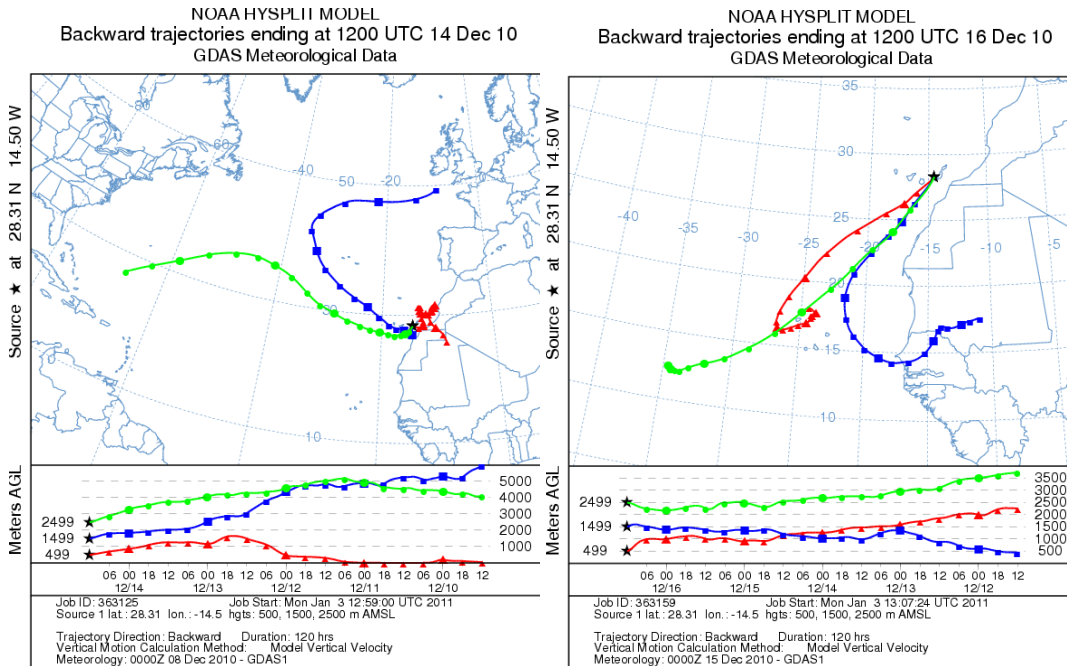 NOAA HYSPLIT MODEL
Backward trajectories ending at 1200 UTC 14 Dec 10
GDAS Meteorological Data
Source ★ at 28.31 N 14.50 W
-40
50
-20
10
Meters AGL
2499
1499
499
5000
4000
3000
2000
1000
06 00 18 12 06 00 18 12 06 00 18 12 06 00 18 12 06 00 18 12
12/14 12/13 12/12 12/11 12/10
Job ID: 363125 Job Start: Mon Jan 3 12:59:00 UTC 2011
Source 1 lat.: 28.31 lon.: -14.5 hgts: 500, 1500, 2500 m AMSL
Trajectory Direction: Backward Duration: 120 hrs
Vertical Motion Calculation Method: Model Vertical Velocity
Meteorology: 0000Z 08 Dec 2010 - GDAS1
NOAA HYSPLIT MODEL
Backward trajectories ending at 1200 UTC 16 Dec 10
GDAS Meteorological Data
Source ★ at 28.31 N 14.50 W
35
30
-40
-35
-30
-25
25
-20
-15
-10
-5
20
15
10
Meters AGL
2499
1499
499
3500
3000
2500
2000
1500
1000
500
06 00 18 12 06 00 18 12 06 00 18 12 06 00 18 12 06 00 18 12
12/16 12/15 12/14 12/13 12/12
Job ID: 363159 Job Start: Mon Jan 3 13:07:24 UTC 2011
Source 1 lat.: 28.31 lon.: -14.5 hgts: 500, 1500, 2500 m AMSL
Trajectory Direction: Backward Duration: 120 hrs
Vertical Motion Calculation Method: Model Vertical Velocity
Meteorology: 0000Z 15 Dec 2010 - GDAS1